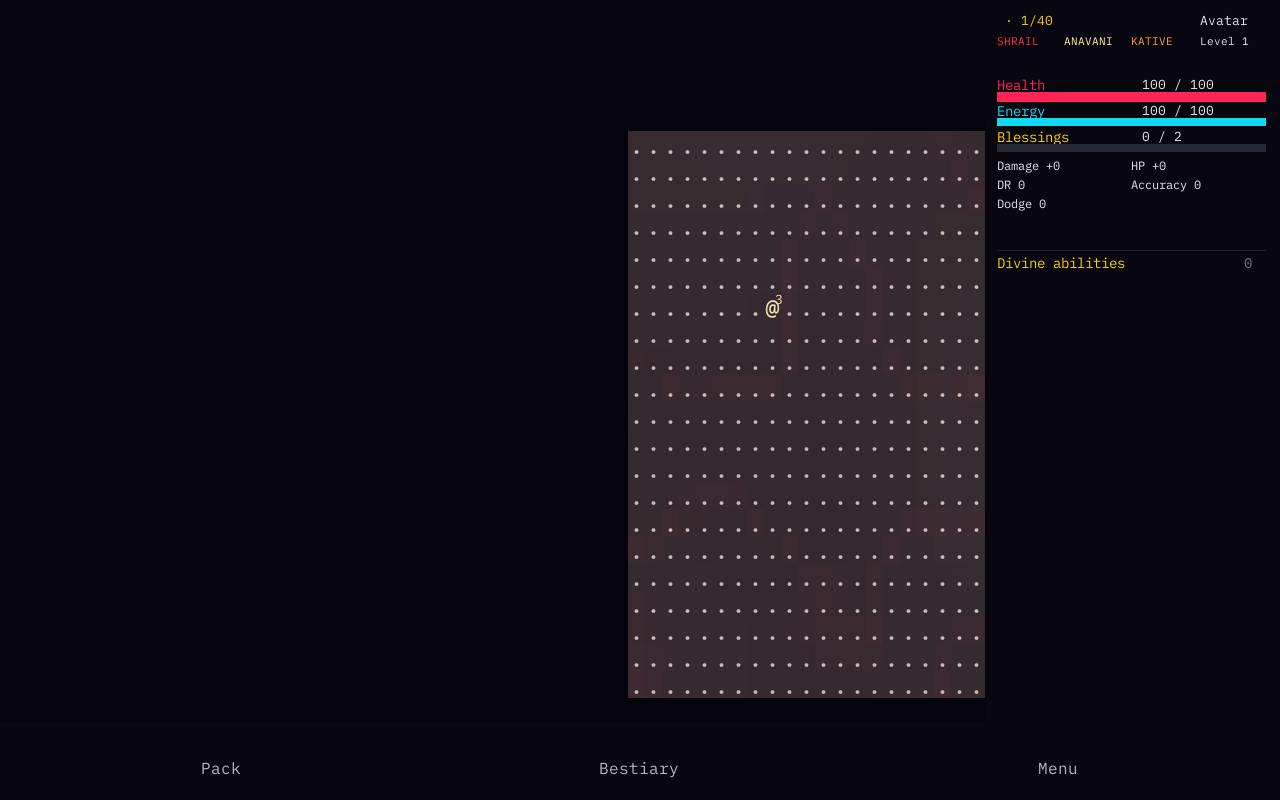 · 1/40 Avatar
SHRAIL ANAVANI KATIVE Level 1
Health 100 / 100
Energy 100 / 100
Blessings 0 / 2
Damage +0 HP +0
DR 0 Accuracy 0
Dodge 0
Divine abilities 0
@3
Pack Bestiary Menu